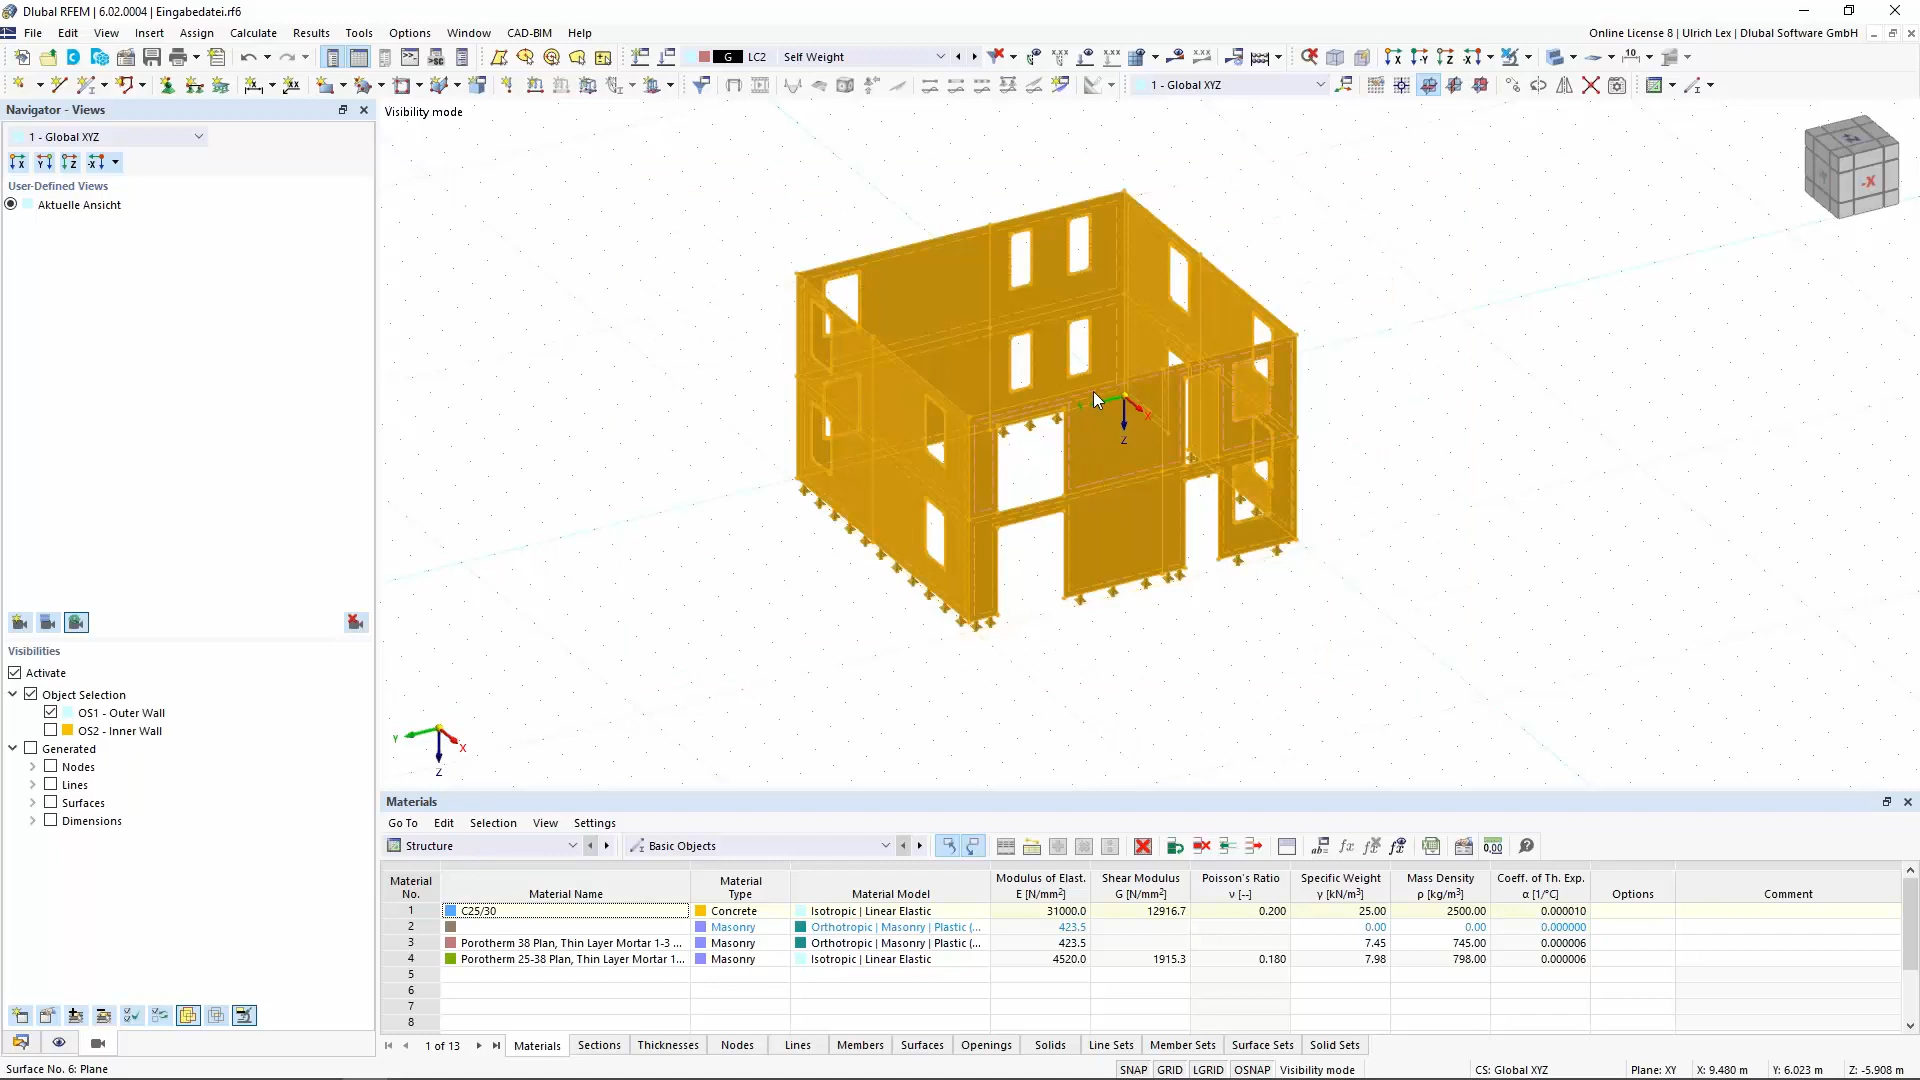 Dlubal RFEM | 6.02.0004 | Eingabedatei.rf6
File Edit View Insert Assign Calculate Results Tools Options Window CAD-BIM Help
Online License 8 | Ulrich Lex | Dlubal Software GmbH
G LC2 Self Weight
1 - Global XYZ
Navigator - Views
1 - Global XYZ
User-Defined Views
Aktuelle Ansicht
Visibility mode
-X
X
Z
Visibilities
Activate
Object Selection
OS1 - Outer Wall
OS2 - Inner Wall
Generated
Nodes
Lines
Surfaces
Dimensions
Y
X
Z
Materials
Go To Edit Selection View Settings
Structure Basic Objects
Material No. Material Name Material Type Material Model Modulus of Elast. E [N/mm²] Shear Modulus G [N/mm²] Poisson's Ratio ν [--] Specific Weight γ [kN/m³] Mass Density ρ [kg/m³] Coeff. of Th. Exp. α [1/°C] Options Comment
1 C25/30 Concrete Isotropic | Linear Elastic 31000.0 12916.7 0.200 25.00 2500.00 0.000010
2 Masonry Orthotropic | Masonry | Plastic (... 423.5 0.00 0.00 0.000000
3 Porotherm 38 Plan, Thin Layer Mortar 1-3 ... Masonry Orthotropic | Masonry | Plastic (... 423.5 7.45 745.00 0.000006
4 Porotherm 25-38 Plan, Thin Layer Mortar 1... Masonry Isotropic | Linear Elastic 4520.0 1915.3 0.180 7.98 798.00 0.000006
5
6
7
8
1 of 13 Materials Sections Thicknesses Nodes Lines Members Surfaces Openings Solids Line Sets Member Sets Surface Sets Solid Sets
Surface No. 6: Plane
SNAP GRID LGRID OSNAP Visibility mode CS: Global XYZ Plane: XY X: 9.480 m Y: 6.023 m Z: -5.908 m